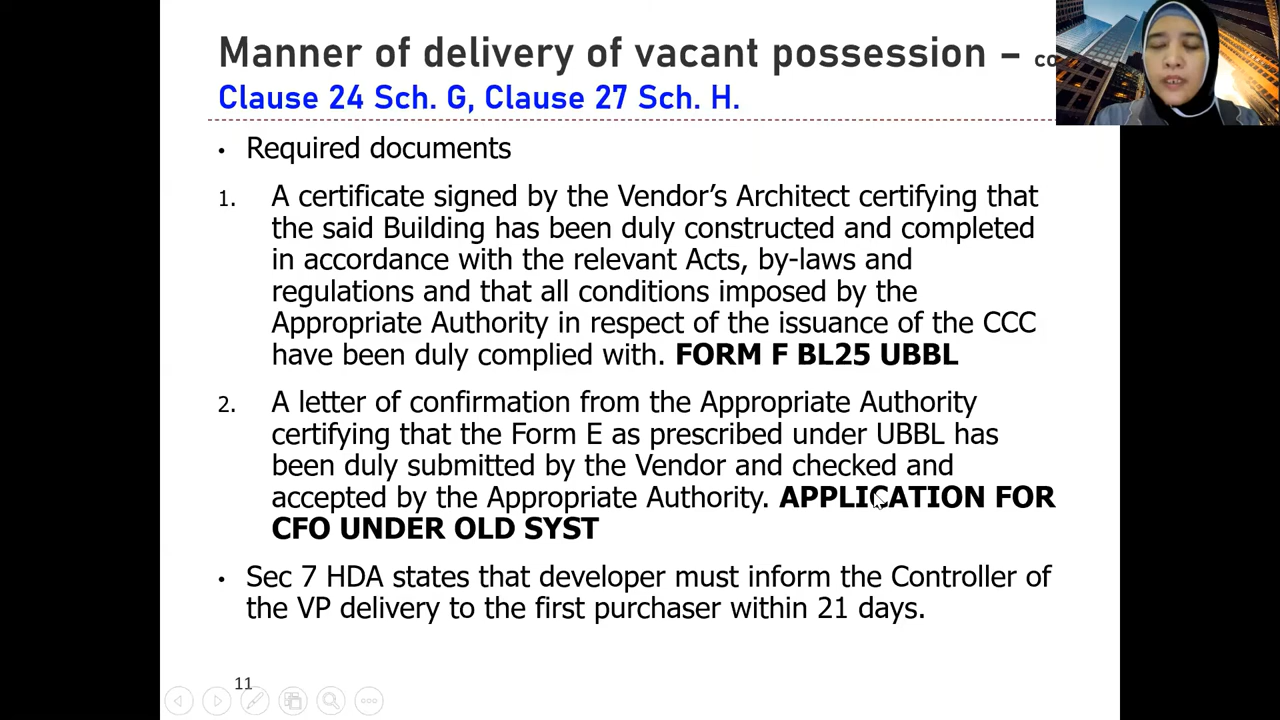 Manner of delivery of vacant possession – co
Clause 24 Sch. G, Clause 27 Sch. H.
• Required documents
1. A certificate signed by the Vendor’s Architect certifying that
the said Building has been duly constructed and completed
in accordance with the relevant Acts, by-laws and
regulations and that all conditions imposed by the
Appropriate Authority in respect of the issuance of the CCC
have been duly complied with. FORM F BL25 UBBL
2. A letter of confirmation from the Appropriate Authority
certifying that the Form E as prescribed under UBBL has
been duly submitted by the Vendor and checked and
accepted by the Appropriate Authority. APPLICATION FOR
CFO UNDER OLD SYST
• Sec 7 HDA states that developer must inform the Controller of
the VP delivery to the first purchaser within 21 days.
11